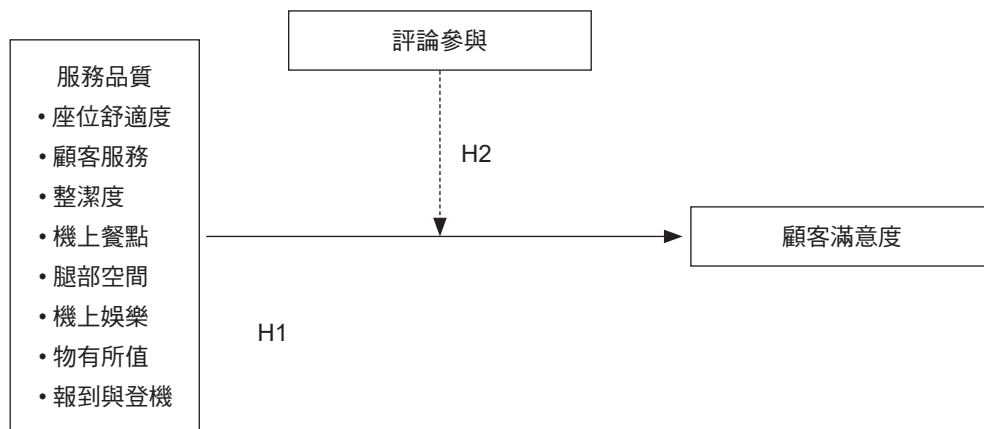 評論參與
服務品質
• 座位舒適度
• 顧客服務
• 整潔度
• 機上餐點
• 腿部空間
• 機上娛樂
• 物有所值
• 報到與登機
H2
顧客滿意度
H1